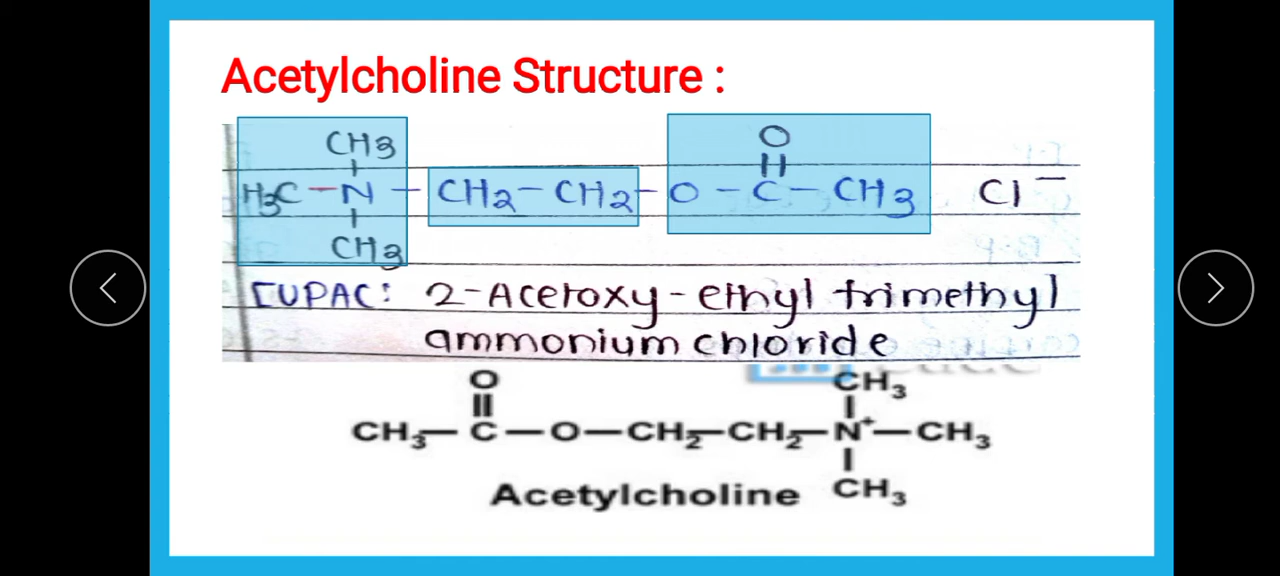 Acetylcholine Structure :
CH3
H3C - N - CH2 - CH2 - O - C - CH3 Cl-
O
CH3
IUPAC: 2-Acetoxy-ethyl trimethyl
ammonium chloride
O CH3
CH3 - C - O - CH2 - CH2 - N+ - CH3
Acetylcholine CH3